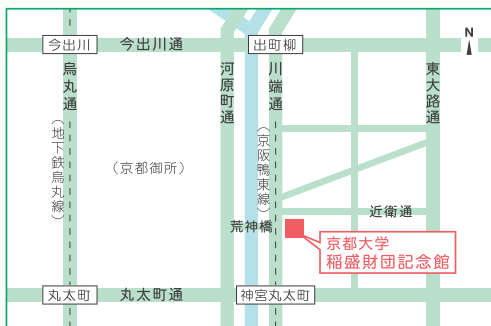 今出川
今出川通
出町柳
N
烏丸通
(地下鉄烏丸線)
(京都御所)
河原町通
川端通
(京阪鴨東線)
東大路通
近衛通
荒神橋
京都大学
稲盛財団記念館
丸太町
丸太町通
神宮丸太町